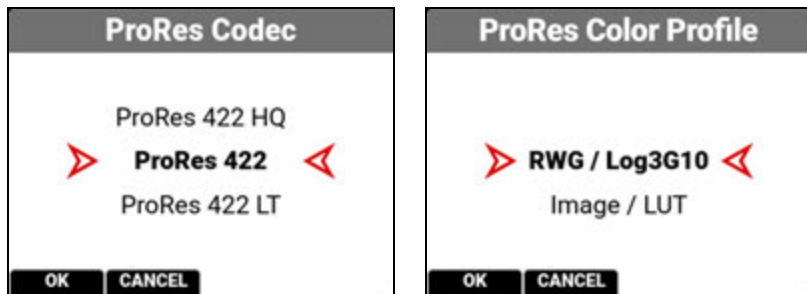 ProRes Codec
ProRes 422 HQ
ProRes 422
ProRes 422 LT
OK CANCEL
ProRes Color Profile
RWG / Log3G10
Image / LUT
OK CANCEL